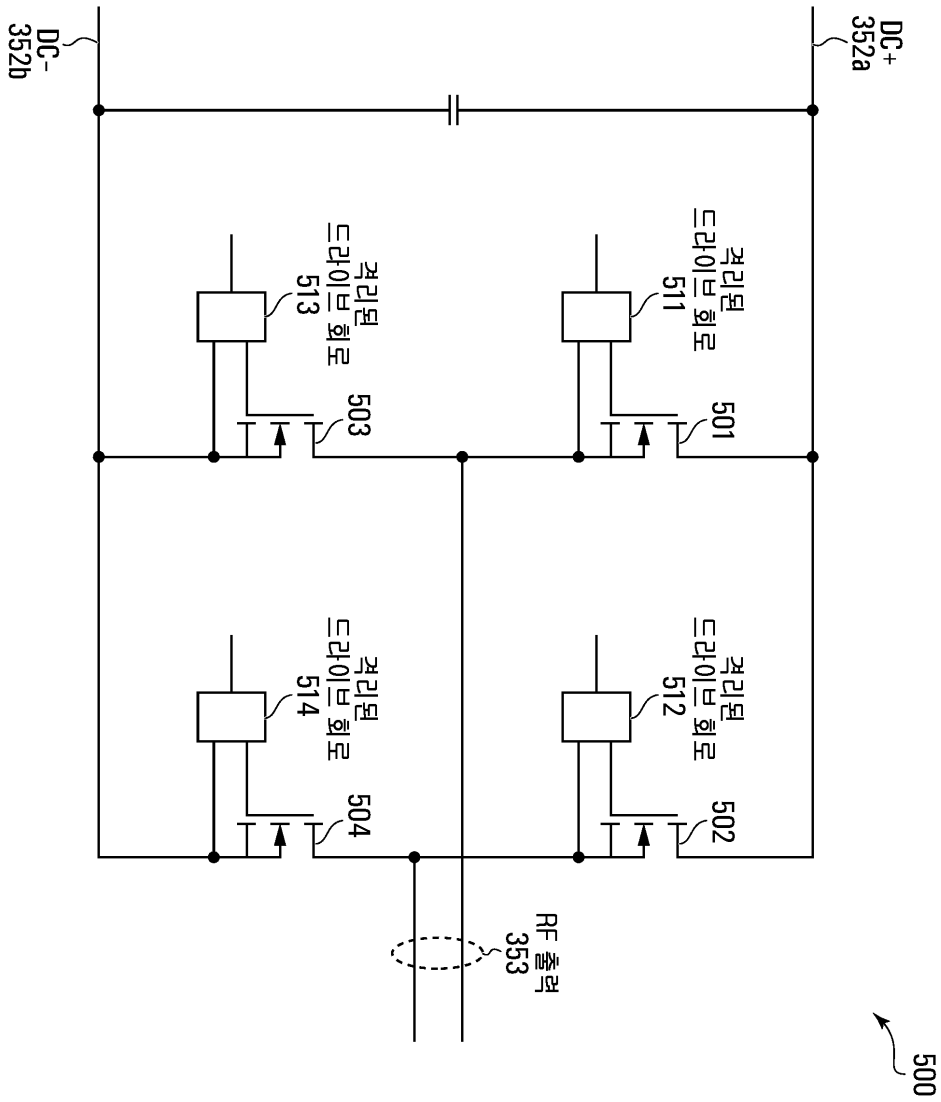 500
DC+
352a
격리된
드라이브 회로
511
501
격리된
드라이브 회로
512
502
RF 출력
353
격리된
드라이브 회로
513
503
격리된
드라이브 회로
514
504
DC-
352b